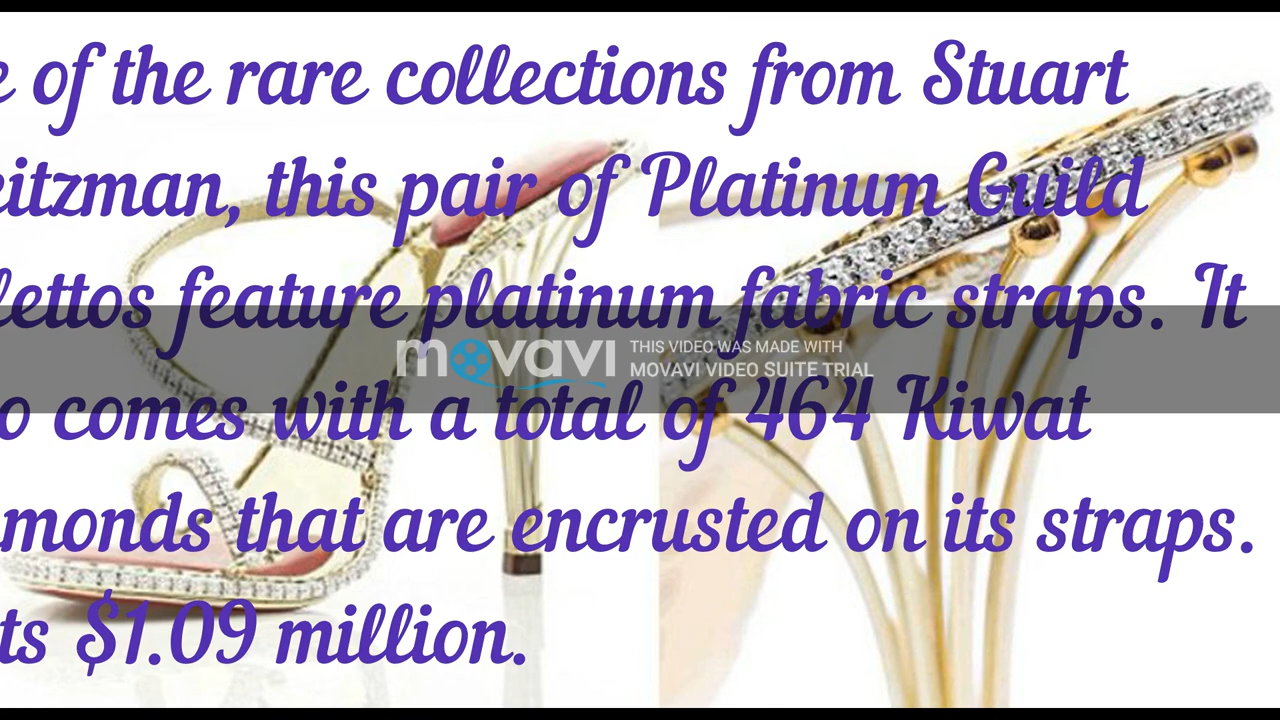 e of the rare collections from Stuart
eitzman, this pair of Platinum Guild
lettos feature platinum fabric straps. It
o comes with a total of 464 Kiwat
monds that are encrusted on its straps.
ts $1.09 million.
movavi
THIS VIDEO WAS MADE WITH
MOVAVI VIDEO SUITE TRIAL